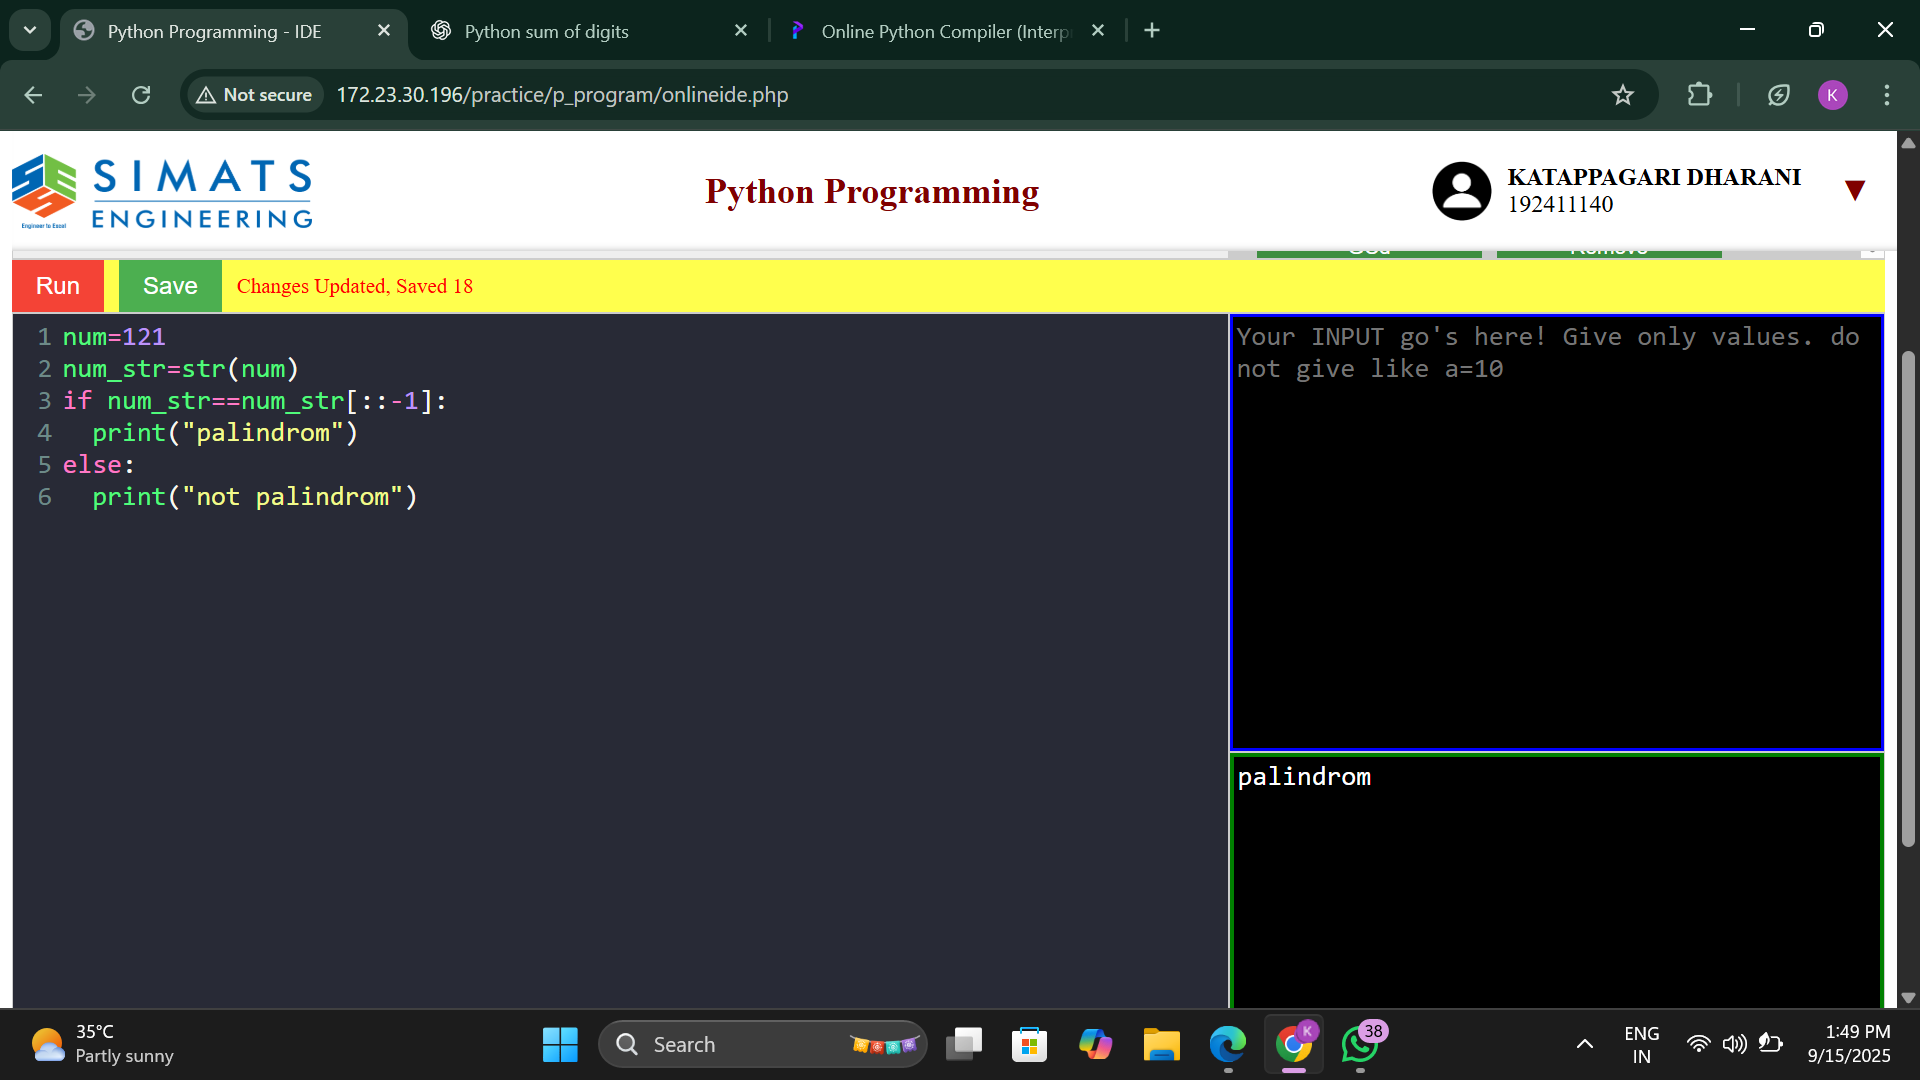 Python Programming - IDE
Python sum of digits
Online Python Compiler (Interp
Not secure
172.23.30.196/practice/p_program/onlineide.php
K
SIMATS
ENGINEERING
Engineer to Excel
Python Programming
KATAPPAGARI DHARANI
192411140
Run
Save
Changes Updated, Saved 18
1 num=121
2 num_str=str(num)
3 if num_str==num_str[::-1]:
4   print("palindrom")
5 else:
6   print("not palindrom")
Your INPUT go's here! Give only values. do
not give like a=10
palindrom
35°C
Partly sunny
Search
K
38
ENG
IN
1:49 PM
9/15/2025